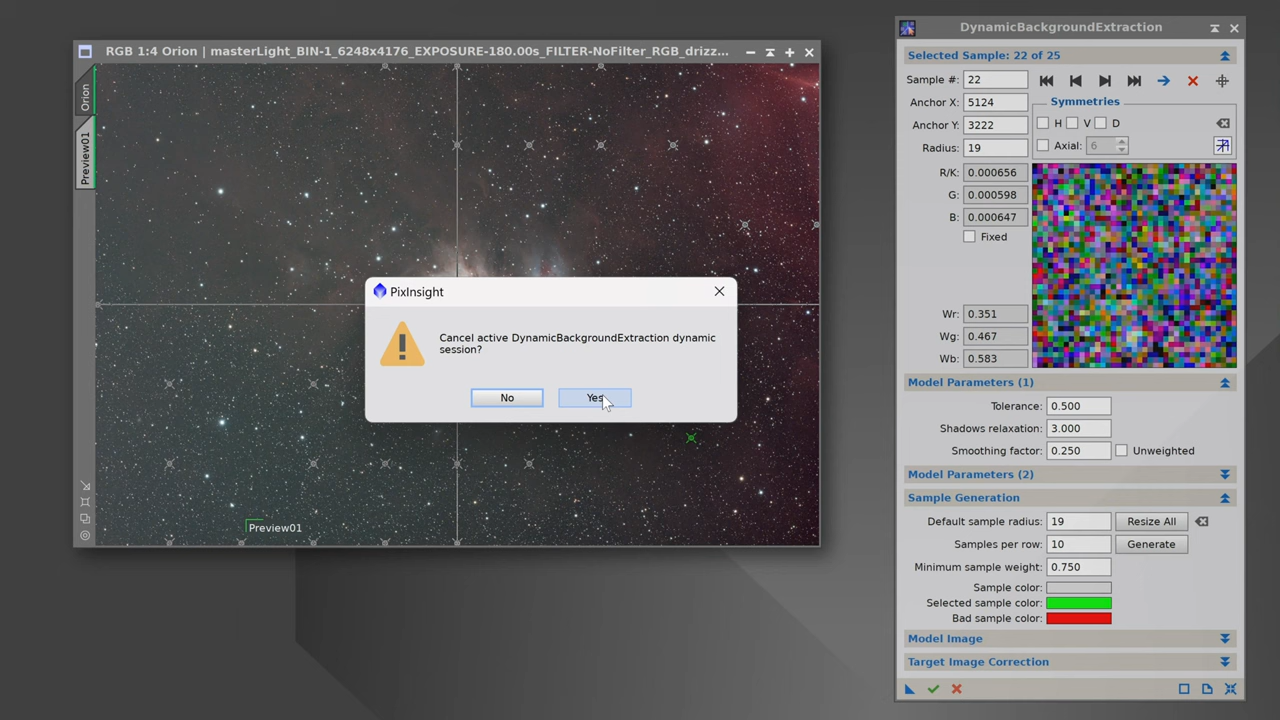 RGB 1:4 Orion | masterLight_BIN-1_6248x4176_EXPOSURE-180.00s_FILTER-NoFilter_RGB_drizz...
Orion
Preview01
Preview01
PixInsight
Cancel active DynamicBackgroundExtraction dynamic
session?
No
Yes
DynamicBackgroundExtraction
Selected Sample: 22 of 25
Sample #: 22
Anchor X: 5124
Symmetries
Anchor Y: 3222
H V D
Radius: 19
Axial: 6
R/K: 0.000656
G: 0.000598
B: 0.000647
Fixed
Wr: 0.351
Wg: 0.467
Wb: 0.583
Model Parameters (1)
Tolerance: 0.500
Shadows relaxation: 3.000
Smoothing factor: 0.250 Unweighted
Model Parameters (2)
Sample Generation
Default sample radius: 19 Resize All
Samples per row: 10 Generate
Minimum sample weight: 0.750
Sample color:
Selected sample color:
Bad sample color:
Model Image
Target Image Correction